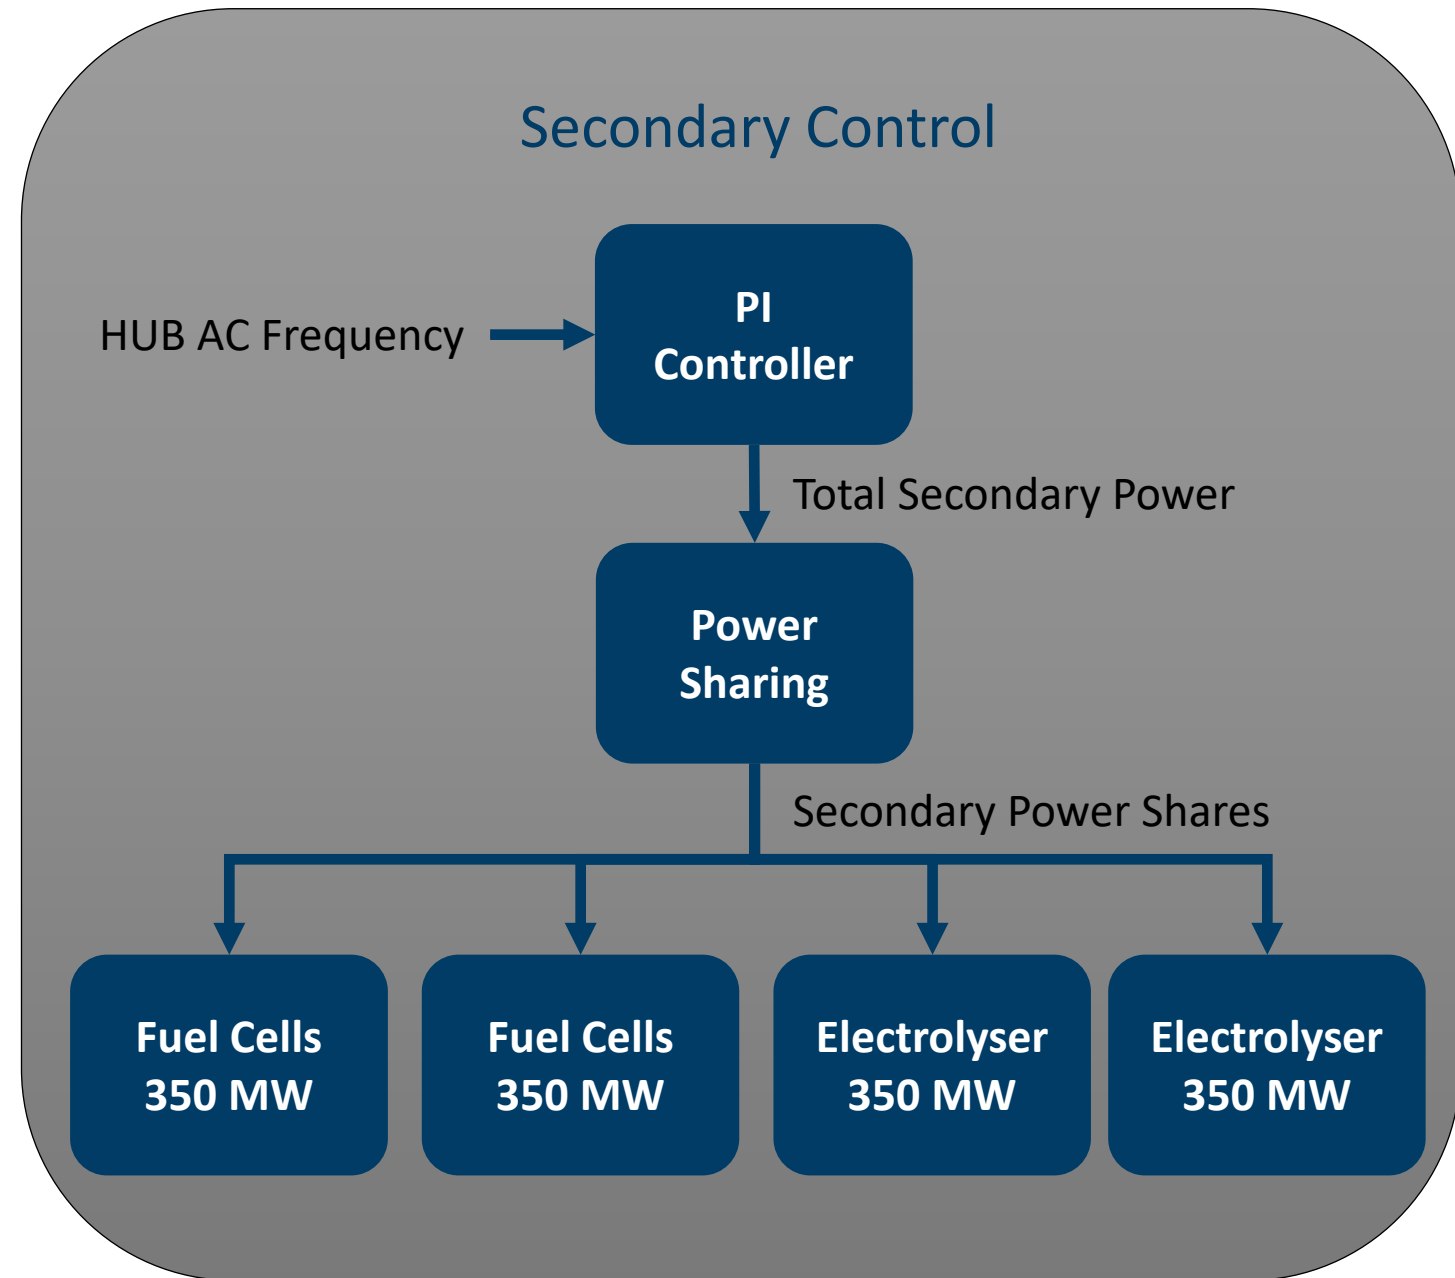 Secondary Control
PI
Controller
HUB AC Frequency
Total Secondary Power
Power
Sharing
Secondary Power Shares
Fuel Cells
350 MW
Fuel Cells
350 MW
Electrolyser
350 MW
Electrolyser
350 MW